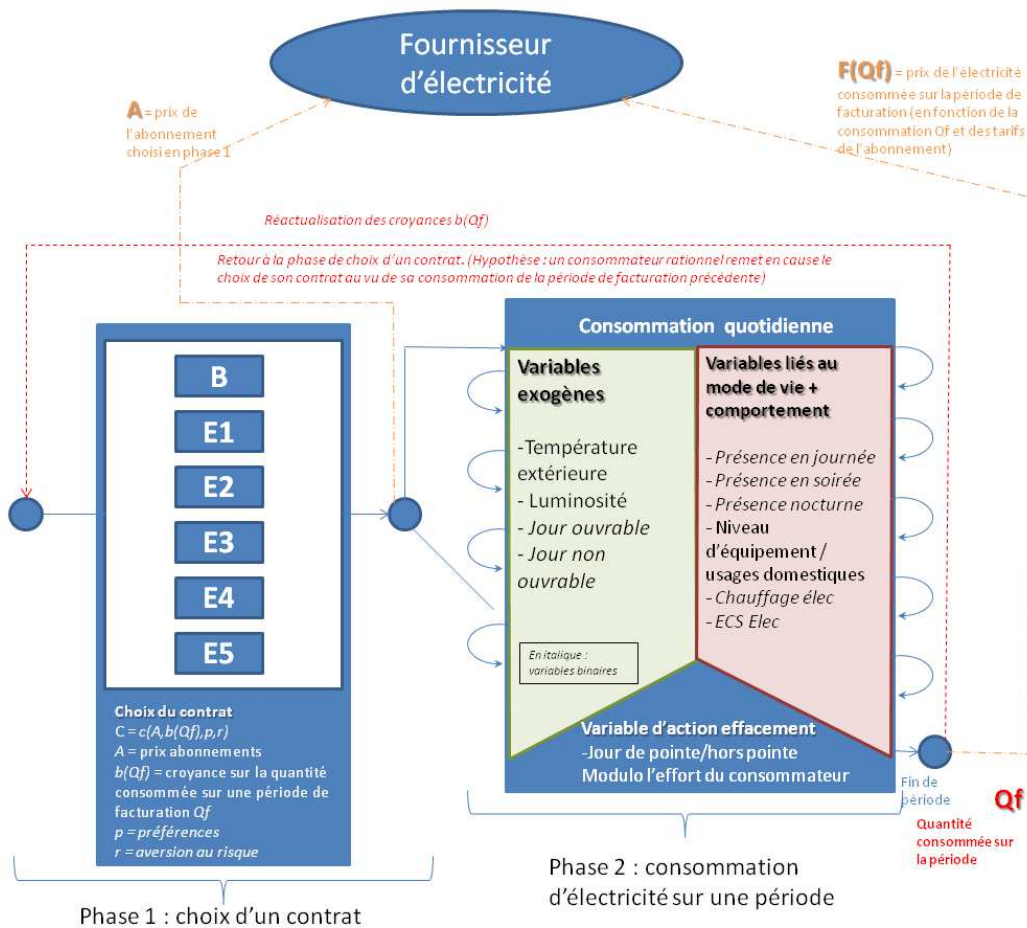 Fournisseur
d'électricité
A = prix de
l'abonnement
choisi en phase 1
F(Qf) = prix de l'électricité
consommée sur la période de
facturation (en fonction de la
consommation Qf et des tarifs
de l'abonnement)
Réactualisation des croyances b(Qf)
Retour à la phase de choix d'un contrat. (Hypothèse : un consommateur rationnel remet en cause le
choix de son contrat au vu de sa consommation de la période de facturation précédente)
B
E1
E2
E3
E4
E5
Choix du contrat
C = c(A,b(Qf),p,r)
A = prix abonnements
b(Qf) = croyance sur la quantité
consommée sur une période de
facturation Qf
p = préférences
r = aversion au risque
Phase 1 : choix d'un contrat
Consommation quotidienne
Variables
exogènes
-Température
extérieure
- Luminosité
- Jour ouvrable
- Jour non
ouvrable
En italique :
variables binaires
Variables liés au
mode de vie +
comportement
- Présence en journée
- Présence en soirée
- Présence nocturne
- Niveau
d'équipement /
usages domestiques
- Chauffage élec
- ECS Elec
Variable d'action effacement
-Jour de pointe/hors pointe
Modulo l'effort du consommateur
Fin de
période
Qf
Quantité
consommée sur
la période
Phase 2 : consommation
d'électricité sur une période